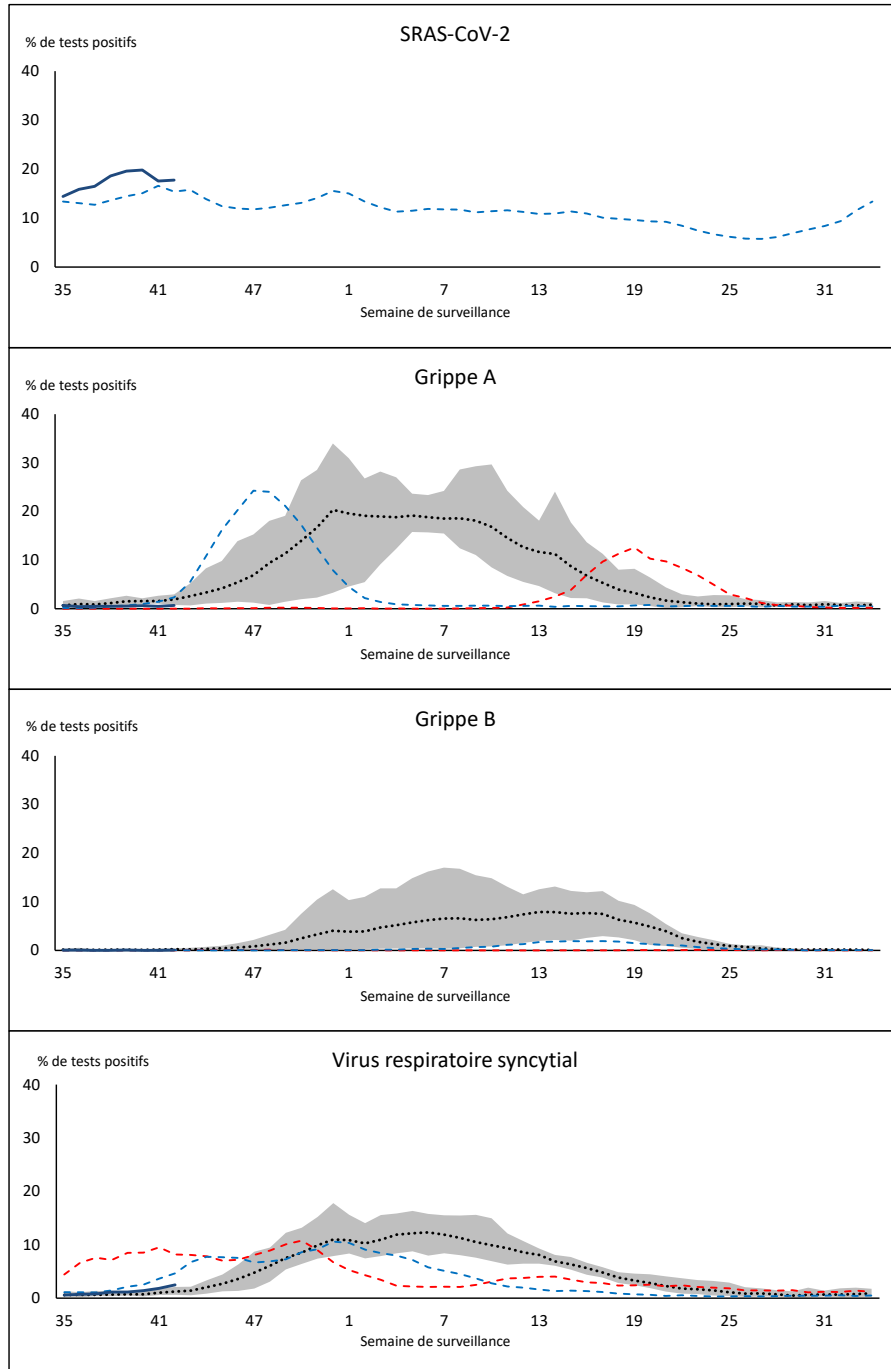 SRAS-CoV-2
% de tests positifs
40
30
20
10
0
35 41 47 1 7 13 19 25 31
Semaine de surveillance
Grippe A
% de tests positifs
40
30
20
10
0
35 41 47 1 7 13 19 25 31
Semaine de surveillance
Grippe B
% de tests positifs
40
30
20
10
0
35 41 47 1 7 13 19 25 31
Semaine de surveillance
Virus respiratoire syncytial
% de tests positifs
40
30
20
10
0
35 41 47 1 7 13 19 25 31
Semaine de surveillance